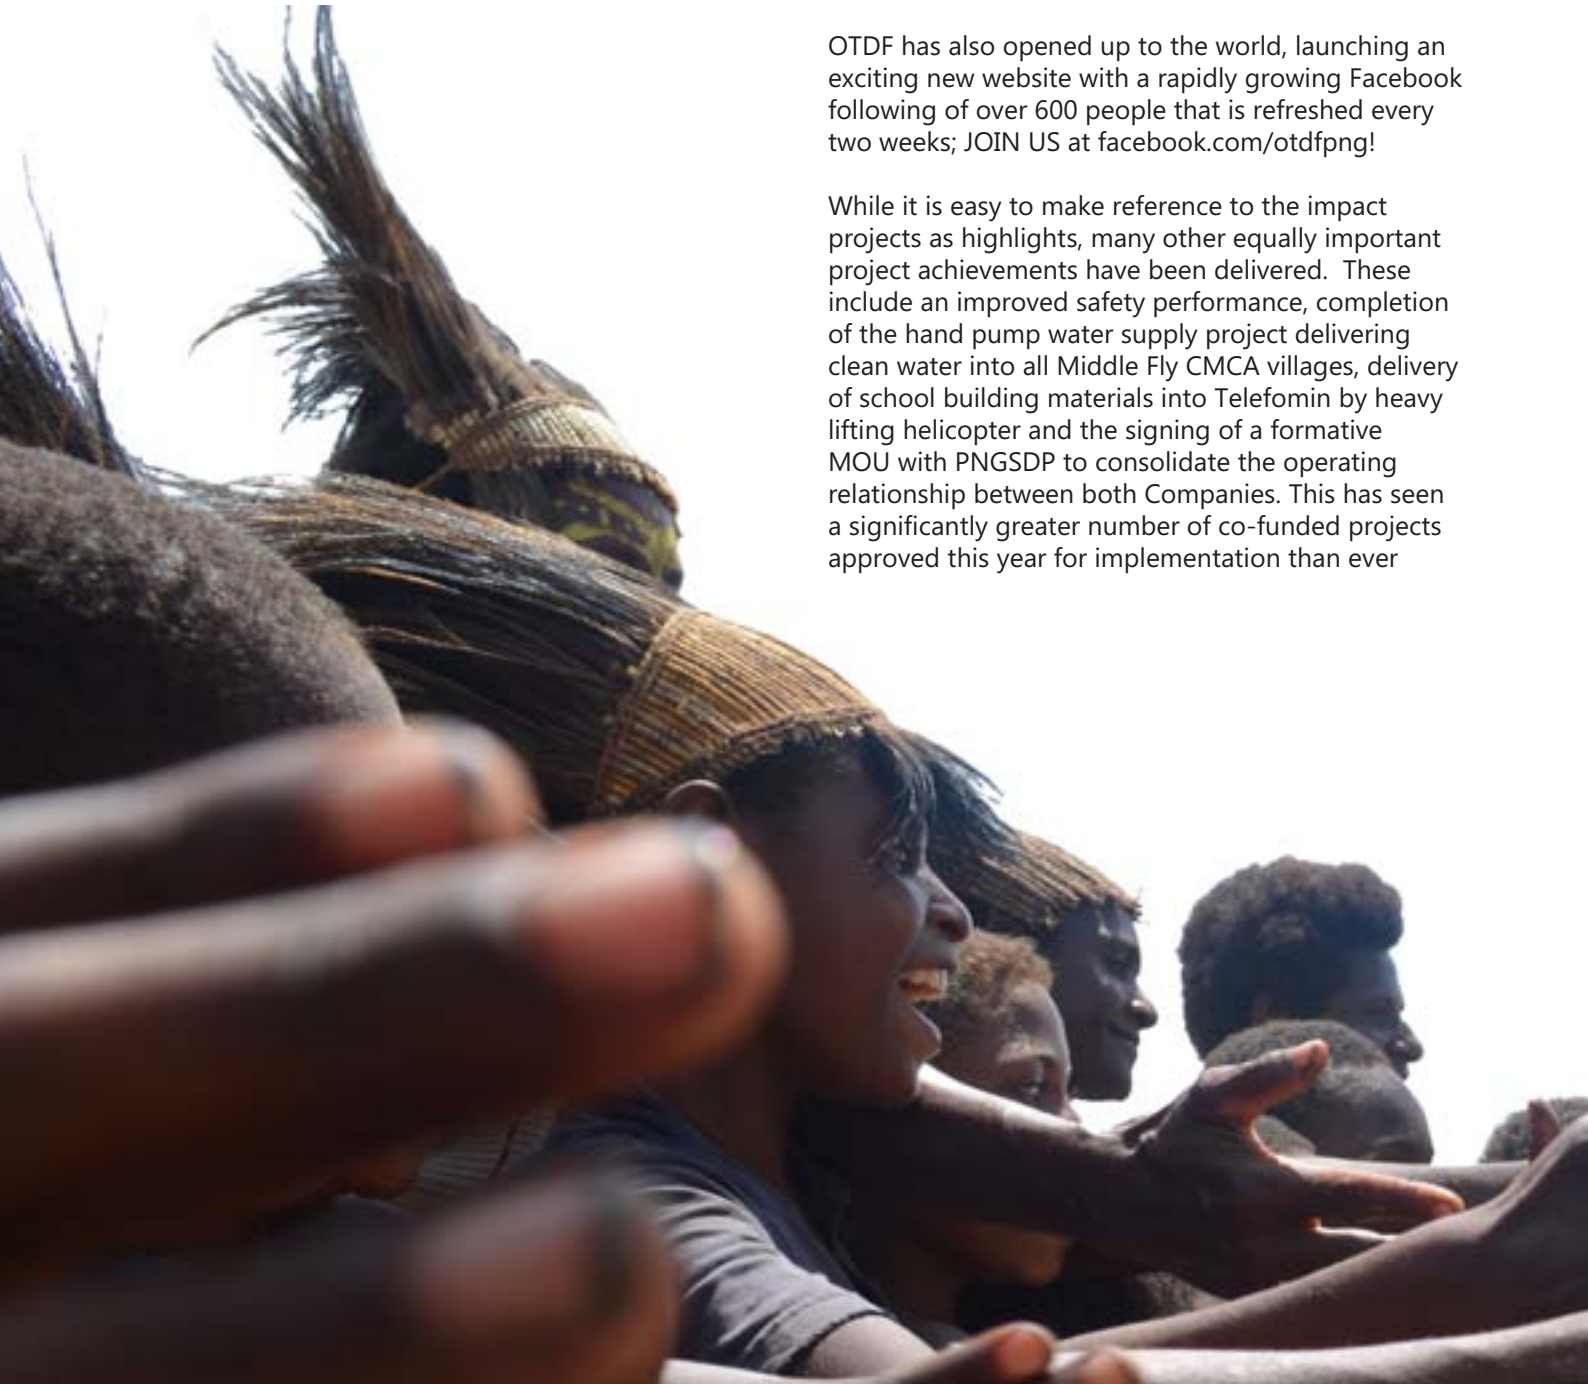 OTDF has also opened up to the world, launching an
exciting new website with a rapidly growing Facebook
following of over 600 people that is refreshed every
two weeks; JOIN US at facebook.com/otdfpng!
While it is easy to make reference to the impact
projects as highlights, many other equally important
project achievements have been delivered.  These
include an improved safety performance, completion
of the hand pump water supply project delivering
clean water into all Middle Fly CMCA villages, delivery
of school building materials into Telefomin by heavy
lifting helicopter and the signing of a formative
MOU with PNGSDP to consolidate the operating
relationship between both Companies. This has seen
a significantly greater number of co-funded projects
approved this year for implementation than ever